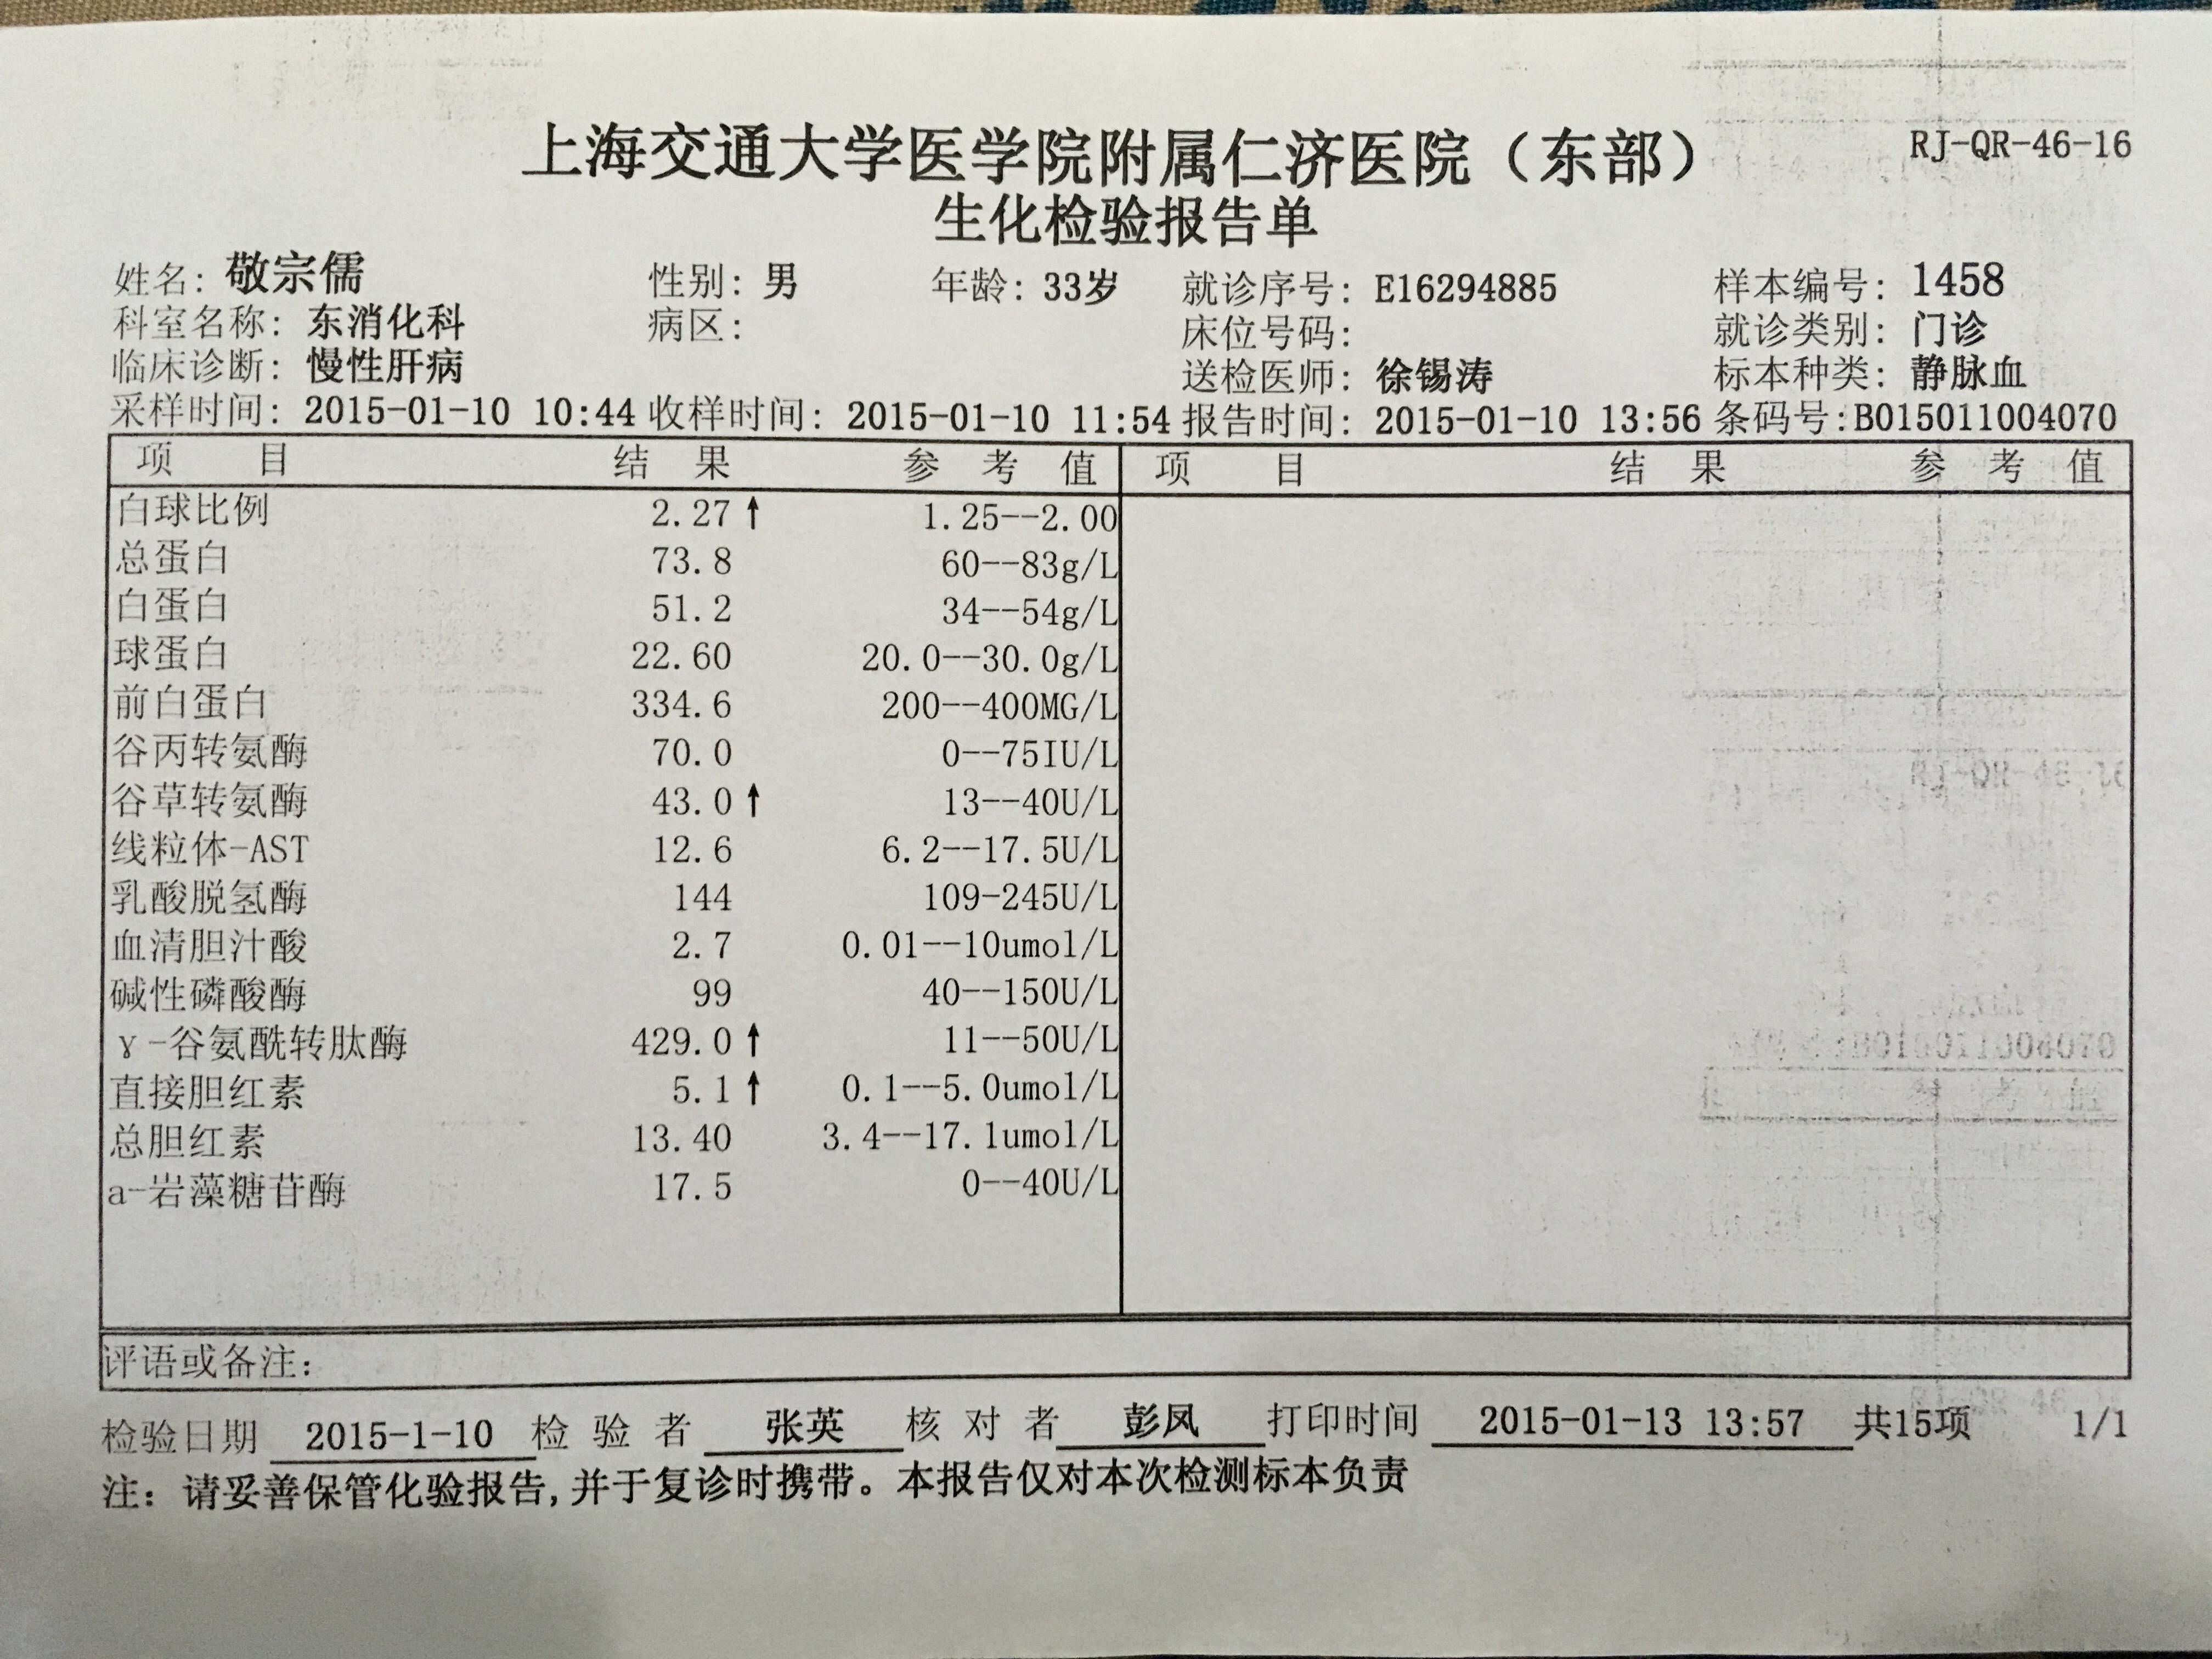 上海交通大学医学院附属仁济医院（东部） RJ-QR-46-16
生化检验报告单
姓名: 敬宗儒 性别: 男 年龄: 33岁 就诊序号: E16294885 样本编号: 1458
科室名称: 东消化科 病区: 床位号码: 就诊类别: 门诊
临床诊断: 慢性肝病 送检医师: 徐锡涛 标本种类: 静脉血
采样时间: 2015-01-10 10:44 收样时间: 2015-01-10 11:54 报告时间: 2015-01-10 13:56 条码号:B015011004070
项 目 结 果 参 考 值 项 目 结 果 参 考 值
白球比例 2.27↑ 1.25--2.00
总蛋白 73.8 60--83g/L
白蛋白 51.2 34--54g/L
球蛋白 22.60 20.0--30.0g/L
前白蛋白 334.6 200--400MG/L
谷丙转氨酶 70.0 0--75IU/L
谷草转氨酶 43.0↑ 13--40U/L
线粒体-AST 12.6 6.2--17.5U/L
乳酸脱氢酶 144 109-245U/L
血清胆汁酸 2.7 0.01--10umol/L
碱性磷酸酶 99 40--150U/L
γ-谷氨酰转肽酶 429.0↑ 11--50U/L
直接胆红素 5.1↑ 0.1--5.0umol/L
总胆红素 13.40 3.4--17.1umol/L
a-岩藻糖苷酶 17.5 0--40U/L
评语或备注:
检验日期 2015-1-10 检 验 者 张英 核 对 者 彭凤 打印时间 2015-01-13 13:57 共15项 1/1
注: 请妥善保管化验报告,并于复诊时携带。本报告仅对本次检测标本负责